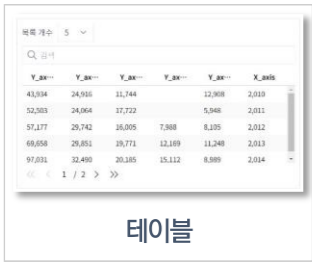 목록 개수 5
검색
Y_ax… Y_ax… Y_ax… Y_ax… Y_ax… X_axis
43,934 24,916 11,744 12,908 2,010
52,503 24,064 17,722 5,948 2,011
57,177 29,742 16,005 7,988 8,105 2,012
69,658 29,851 19,771 12,169 11,248 2,013
97,031 32,490 20,185 15,112 8,989 2,014
« < 1 / 2 > »
테이블